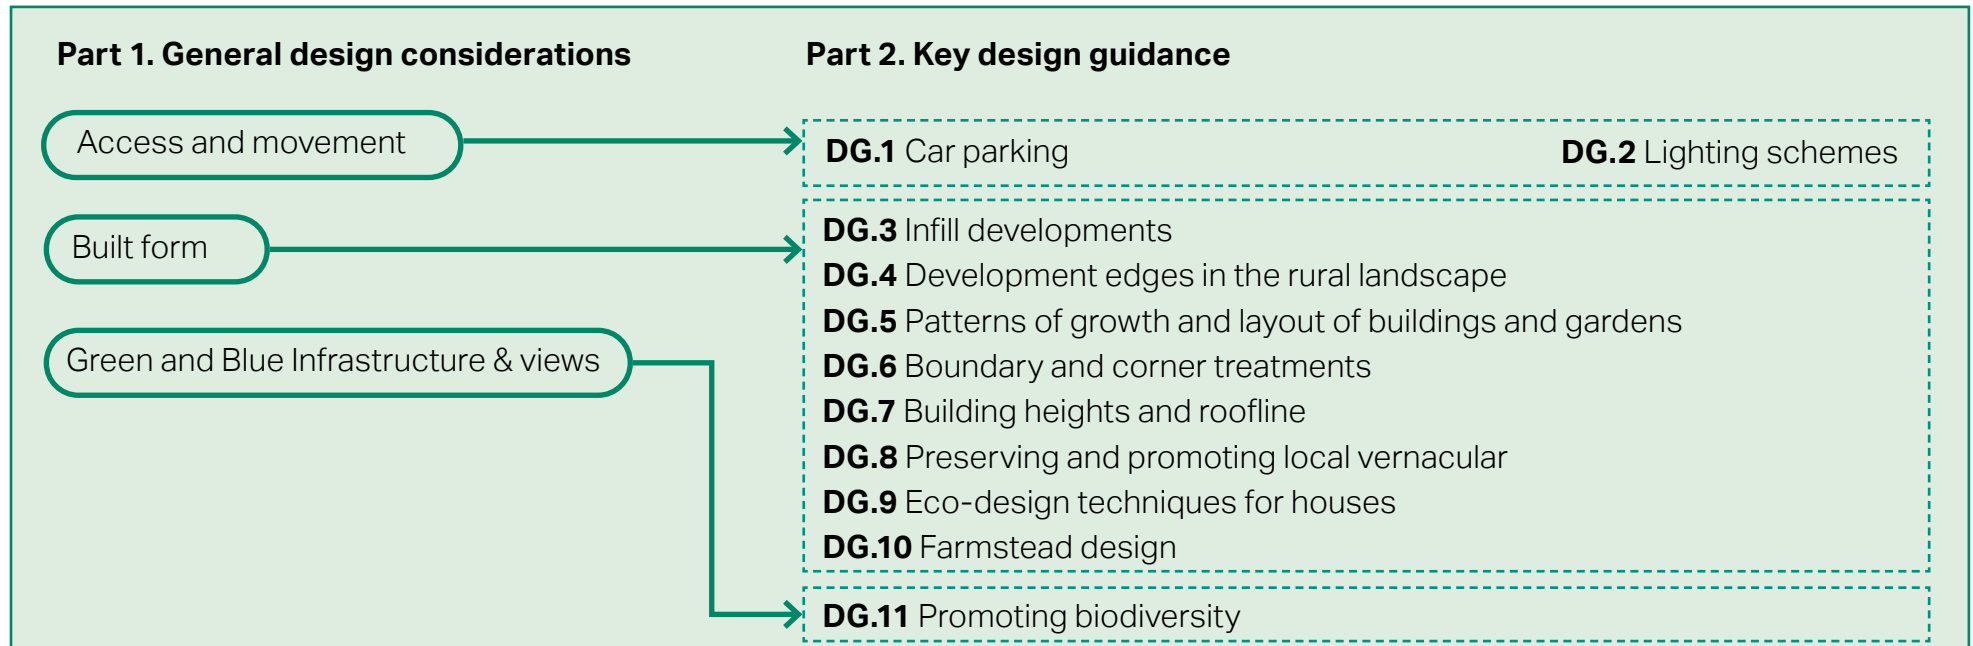 Part 1. General design considerations
Part 2. Key design guidance
Access and movement
DG.1 Car parking
DG.2 Lighting schemes
Built form
DG.3 Infill developments
DG.4 Development edges in the rural landscape
DG.5 Patterns of growth and layout of buildings and gardens
DG.6 Boundary and corner treatments
DG.7 Building heights and roofline
DG.8 Preserving and promoting local vernacular
DG.9 Eco-design techniques for houses
DG.10 Farmstead design
Green and Blue Infrastructure & views
DG.11 Promoting biodiversity